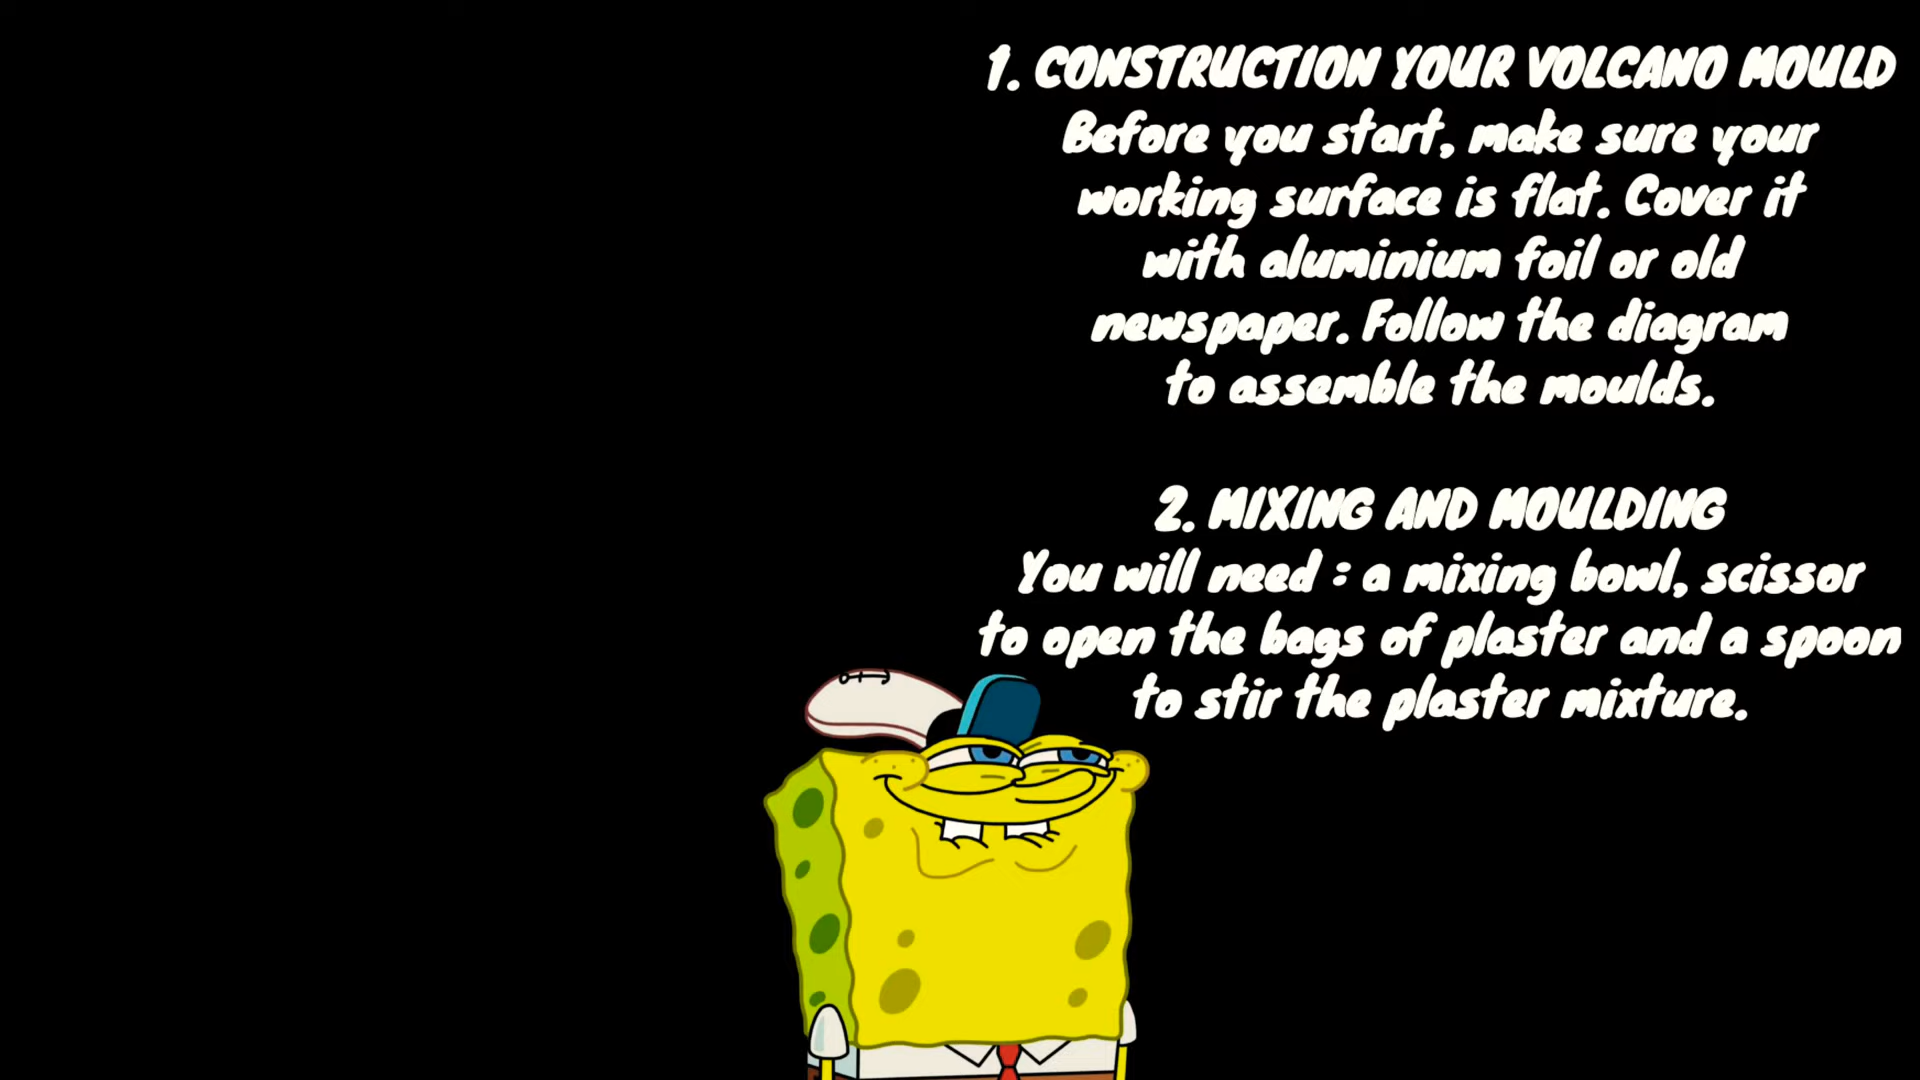 1. CONSTRUCTION YOUR VOLCANO MOULD
Before you start, make sure your
working surface is flat. Cover it
with aluminium foil or old
newspaper. Follow the diagram
to assemble the moulds.
2. MIXING AND MOULDING
You will need : a mixing bowl, scissor
to open the bags of plaster and a spoon
to stir the plaster mixture.